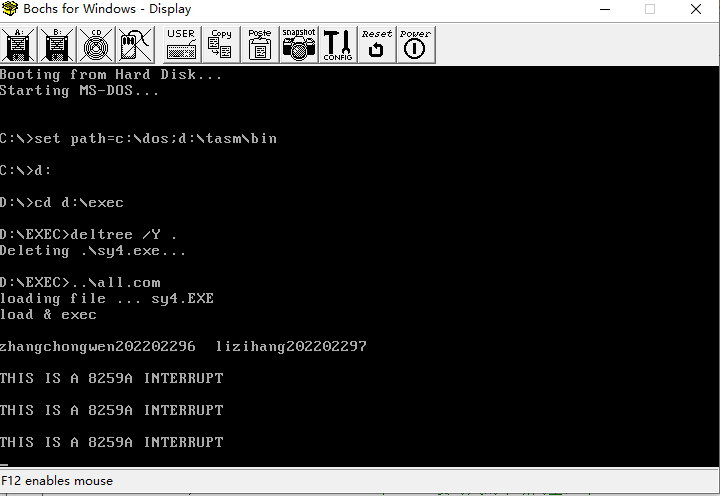 Bochs for Windows - Display
A: B: CD USER Copy Paste snapshot CONFIG Reset Power
Booting from Hard Disk...
Starting MS-DOS...
C:\>set path=c:\dos;d:\tasm\bin
C:\>d:
D:\>cd d:\exec
D:\EXEC>deltree /Y .
Deleting .\sy4.exe...
D:\EXEC>..\all.com
loading file ... sy4.EXE
load & exec
zhangchongwen202202296  lizihang202202297
THIS IS A 8259A INTERRUPT
THIS IS A 8259A INTERRUPT
THIS IS A 8259A INTERRUPT
F12 enables mouse